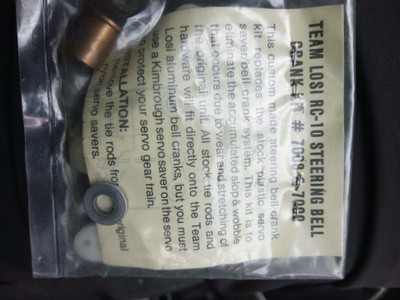 TEAM LOSI RC-10 STEERING BELL
CRANK
This custom made steering bell crank
kit replaces the stock plastic servo
saver/bell crank system. This kit is to
eliminate the accumulated slop & wobble
that occurs due to wear and stretching of
the original unit. All stock tie rods and
hardware will fit directly onto the Team
Losi aluminum bell cranks, but you must
use a Kimbrough servo saver on the servo
to protect your servo gear train.
INSTALLATION:
the tie rods from original
servo savers.